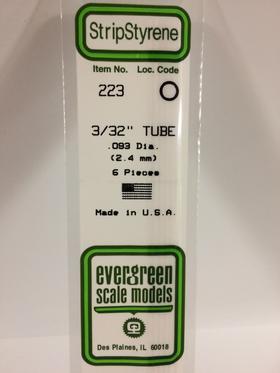 StripStyrene
Item No. Loc. Code
223 O
3/32" TUBE
.093 Dia.
(2.4 mm)
6 Pieces
Made in U.S.A.
evergreen
scale models
Des Plaines, IL 60018